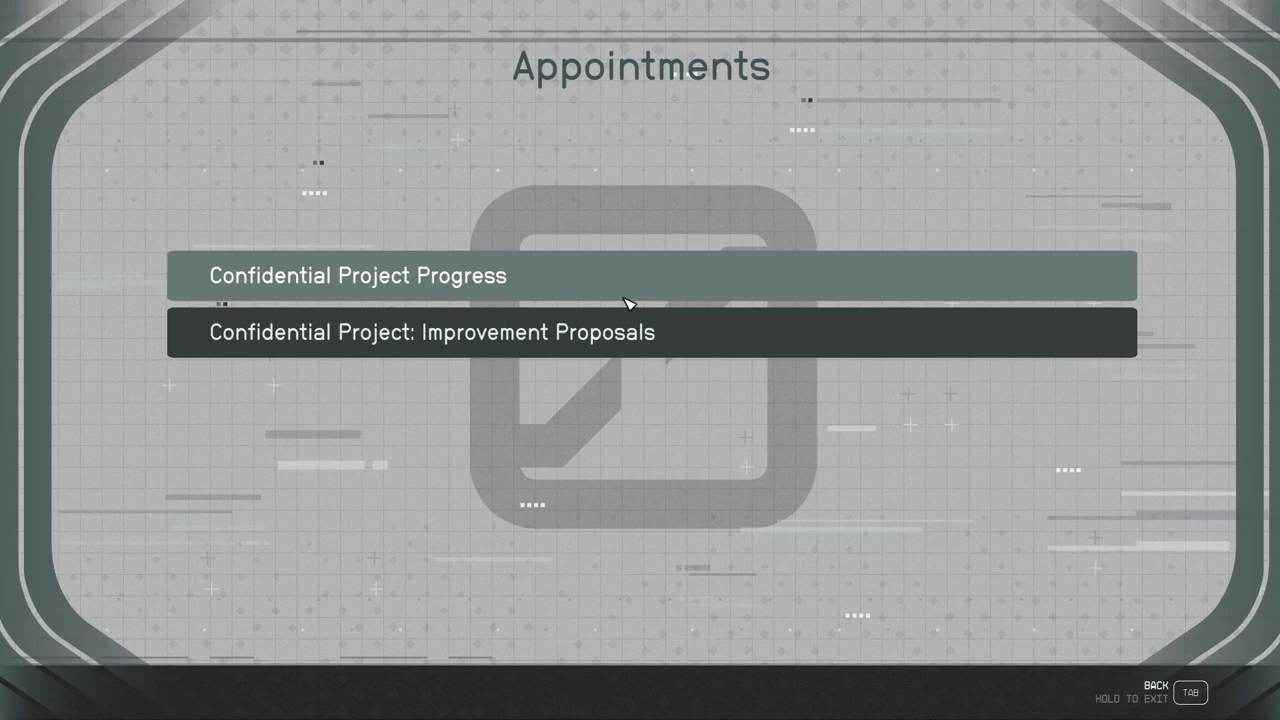 Appointments
Confidential Project Progress
Confidential Project: Improvement Proposals
BACK
HOLD TO EXIT
TAB